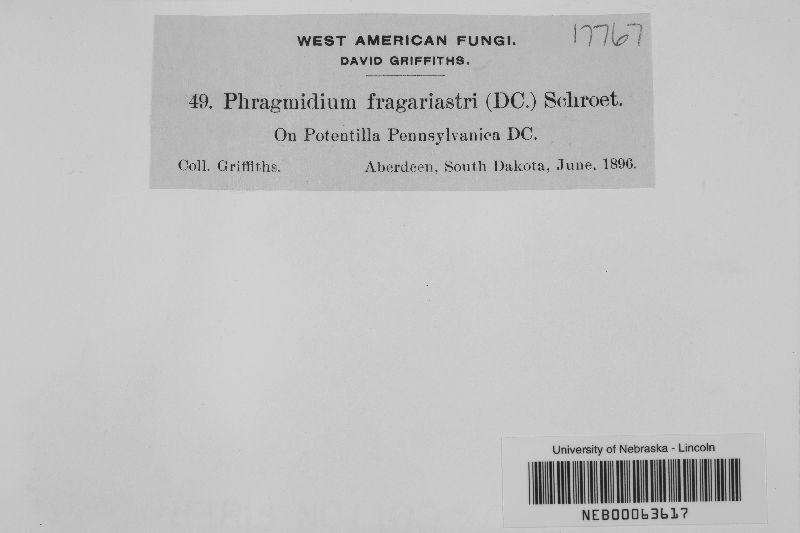 WEST AMERICAN FUNGI. 17767
DAVID GRIFFITHS.
49. Phragmidium fragariastri (DC.) Schroet.
On Potentilla Pennsylvanica DC.
Coll. Griffiths. Aberdeen, South Dakota, June, 1896.
University of Nebraska - Lincoln
NEB00063617